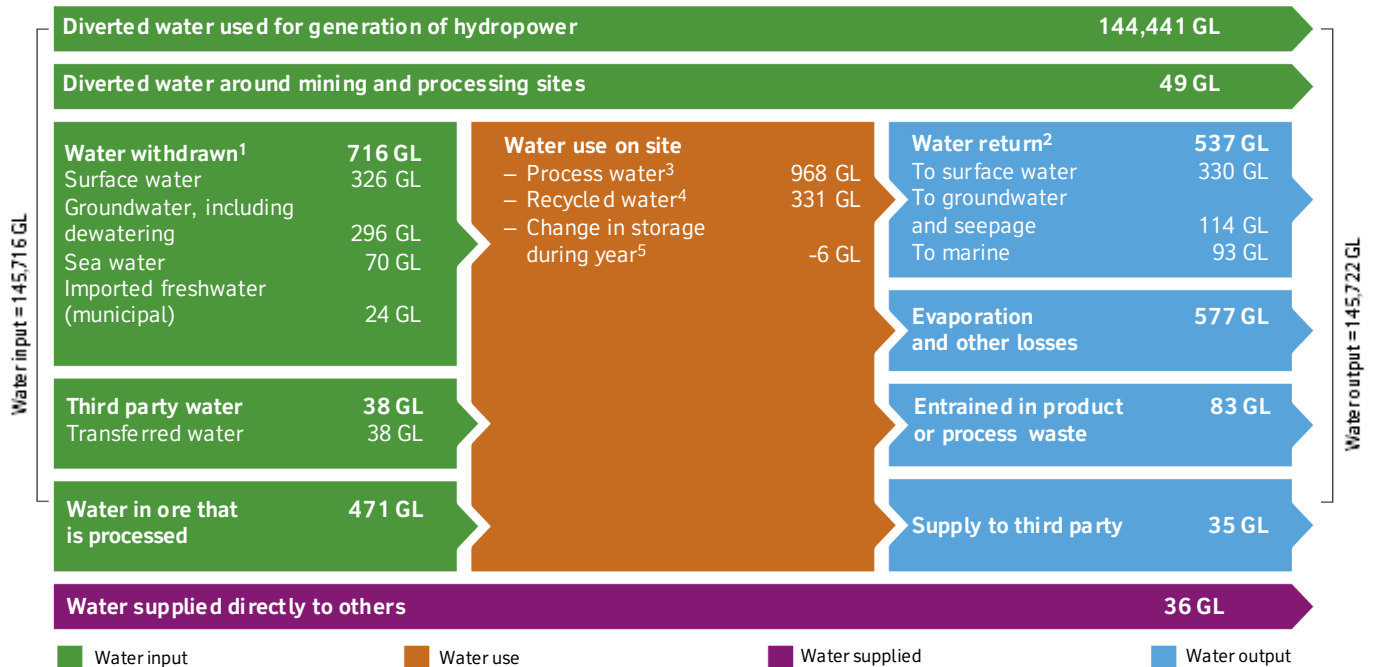 Diverted water used for generation of hydropower 144,441 GL
Diverted water around mining and processing sites 49 GL
Water input = 145,716 GL
Water withdrawn1 716 GL
Surface water 326 GL
Groundwater, including
dewatering 296 GL
Sea water 70 GL
Imported freshwater
(municipal) 24 GL
Third party water 38 GL
Transferred water 38 GL
Water in ore that 471 GL
is processed
Water use on site
– Process water3 968 GL
– Recycled water4 331 GL
– Change in storage
during year5 -6 GL
Water return2 537 GL
To surface water 330 GL
To groundwater
and seepage 114 GL
To marine 93 GL
Evaporation 577 GL
and other losses
Entrained in product 83 GL
or process waste
Supply to third party 35 GL
Water output = 145,722 GL
Water supplied directly to others 36 GL
Water input Water use Water supplied Water output